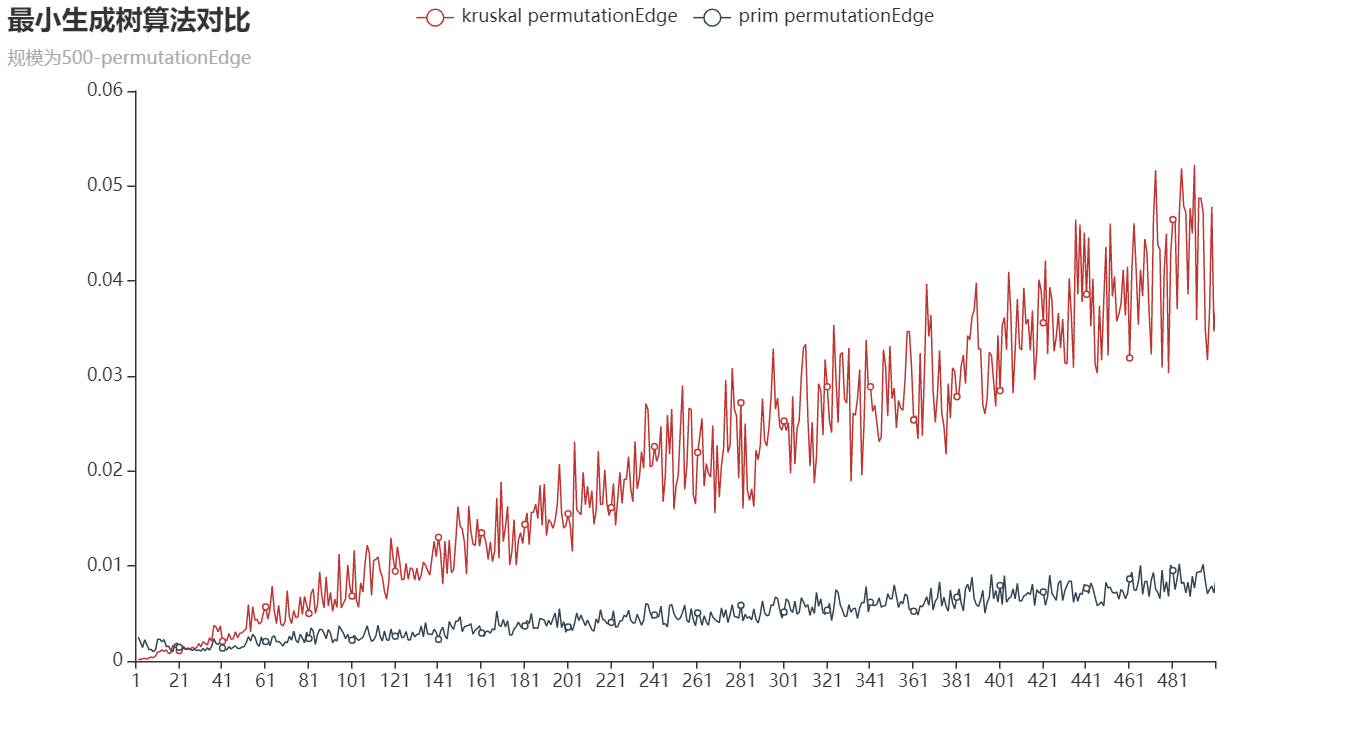 最小生成树算法对比
kruskal permutationEdge
prim permutationEdge
规模为500-permutationEdge
0.06
0.05
0.04
0.03
0.02
0.01
0
1 21 41 61 81 101 121 141 161 181 201 221 241 261 281 301 321 341 361 381 401 421 441 461 481